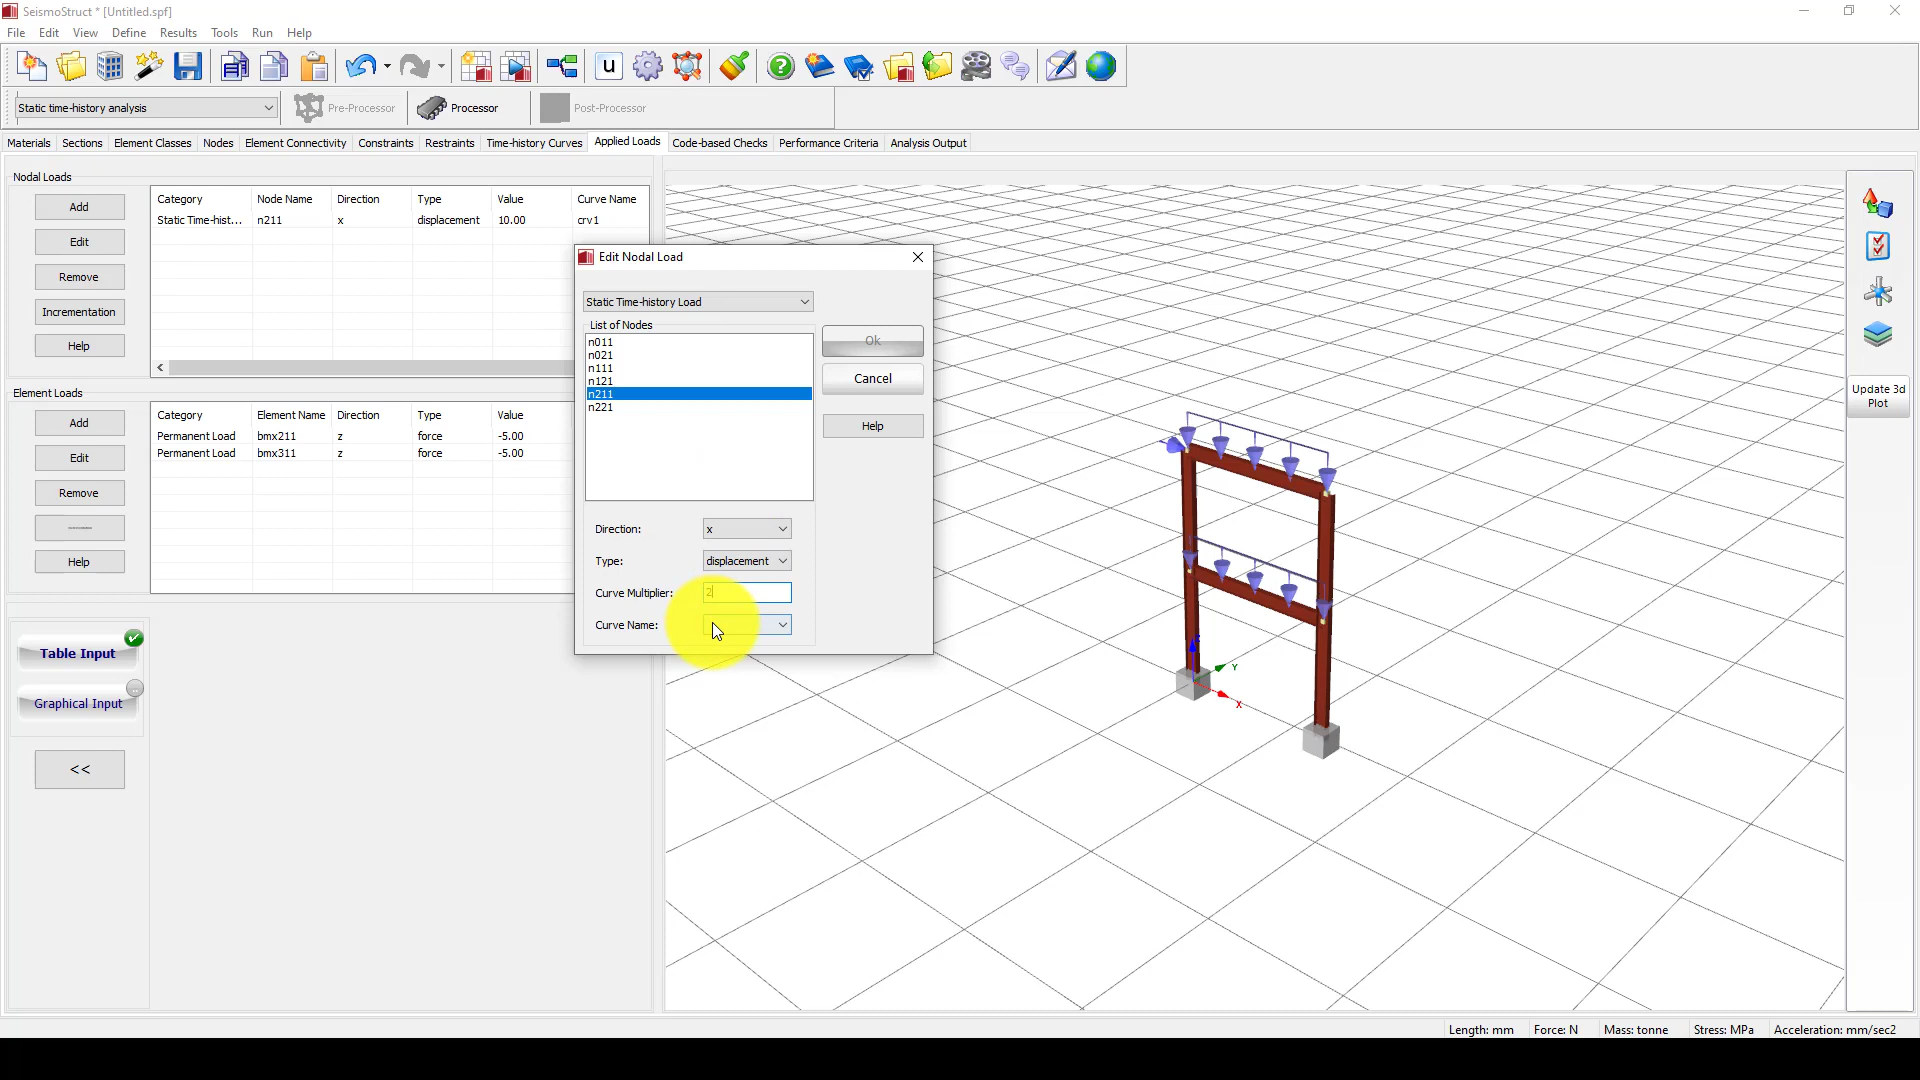 SeismoStruct * [Untitled.spf]
File Edit View Define Results Tools Run Help
u
Static time-history analysis
Pre-Processor
Processor
Post-Processor
Materials Sections Element Classes Nodes Element Connectivity Constraints Restraints Time-history Curves Applied Loads Code-based Checks Performance Criteria Analysis Output
Nodal Loads
Add
Edit
Remove
Incrementation
Help
Category Node Name Direction Type Value Curve Name
Static Time-hist... n211 x displacement 10.00 crv1
Element Loads
Add
Edit
Remove
Help
Category Element Name Direction Type Value
Permanent Load bmx211 z force -5.00
Permanent Load bmx311 z force -5.00
Table Input
Graphical Input
<<
Edit Nodal Load
Static Time-history Load
List of Nodes
n011
n021
n111
n121
n211
n221
Ok
Cancel
Help
Direction: x
Type: displacement
Curve Multiplier: 2
Curve Name:
Y
X
Update 3d
Plot
Length: mm Force: N Mass: tonne Stress: MPa Acceleration: mm/sec2